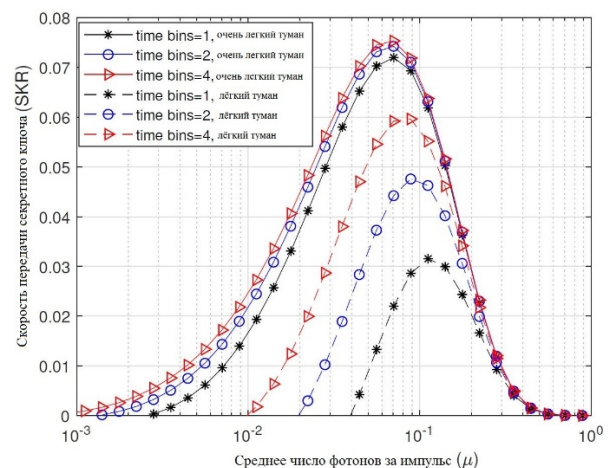 0.08
0.07
0.06
0.05
0.04
0.03
0.02
0.01
0
Скорость передачи секретного ключа (SKR)
time bins=1, очень легкий туман
time bins=2, очень легкий туман
time bins=4, очень легкий туман
time bins=1, лёгкий туман
time bins=2, лёгкий туман
time bins=4, лёгкий туман
10⁻³ 10⁻² 10⁻¹ 10⁰
Среднее число фотонов за импульс (μ)